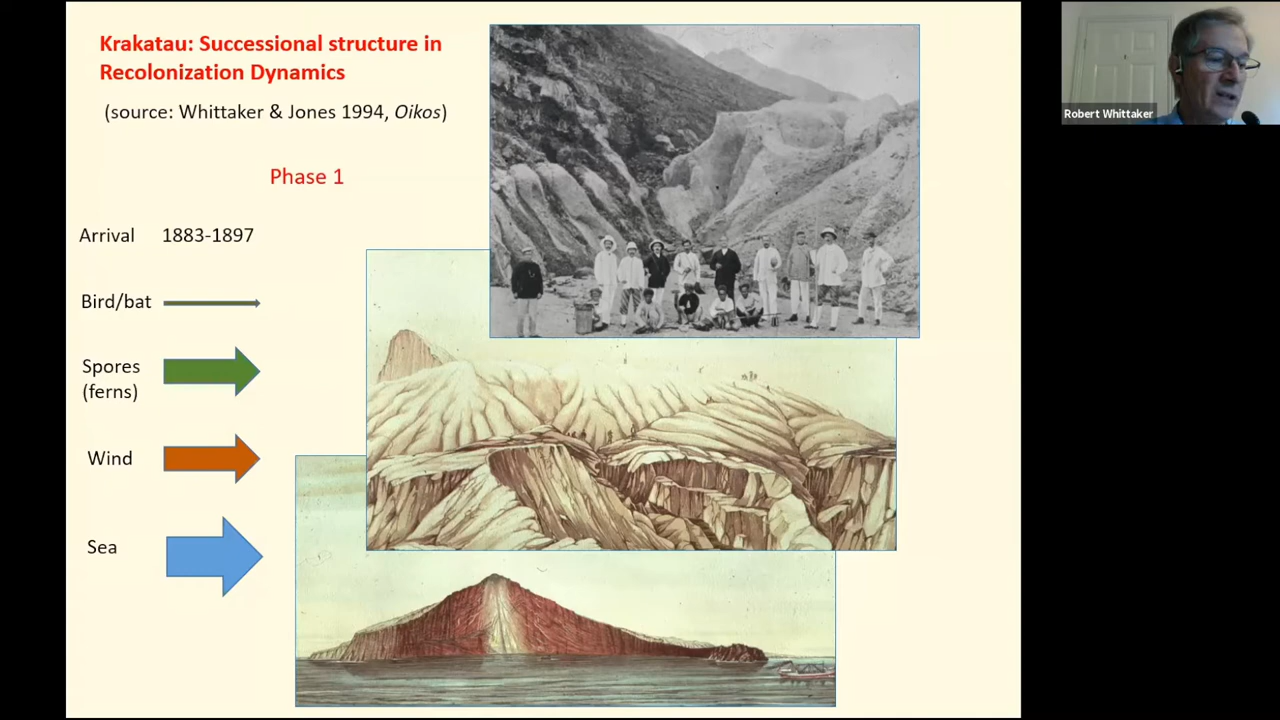 Krakatau: Successional structure in
Recolonization Dynamics
(source: Whittaker & Jones 1994, Oikos)
Phase 1
Arrival 1883-1897
Bird/bat
Spores
(ferns)
Wind
Sea
Robert Whittaker